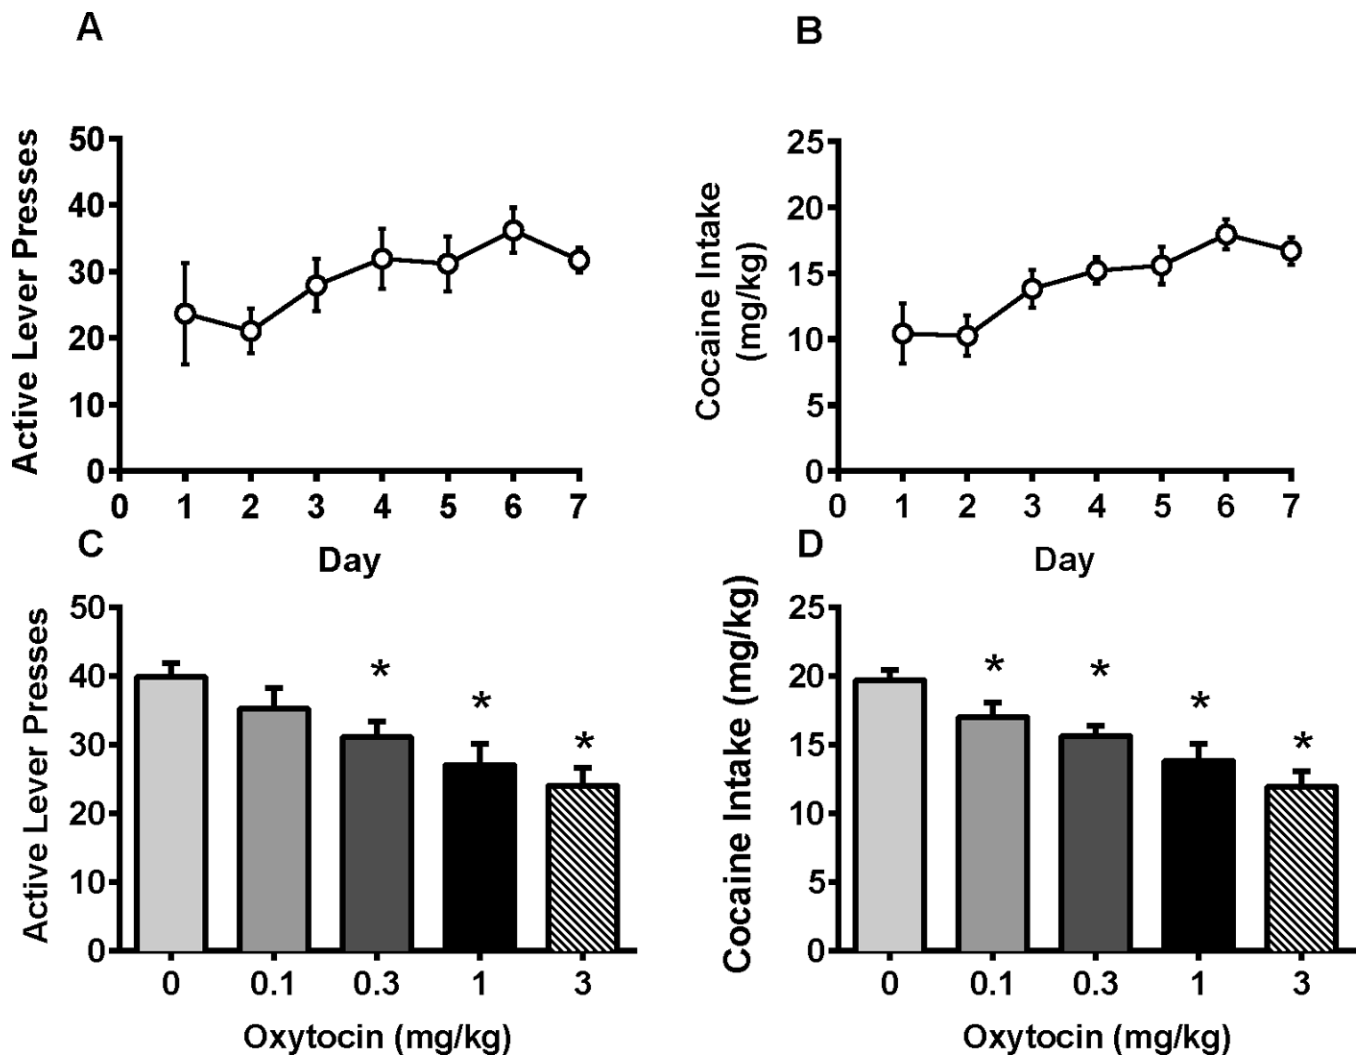 A
Active Lever Presses
50
40
30
20
10
0
0 1 2 3 4 5 6 7
Day
B
Cocaine Intake
(mg/kg)
25
20
15
10
5
0
0 1 2 3 4 5 6 7
Day
C
Active Lever Presses
50
40
30
20
10
0
* * *
0 0.1 0.3 1 3
Oxytocin (mg/kg)
D
Cocaine Intake (mg/kg)
25
20
15
10
5
0
* * * *
0 0.1 0.3 1 3
Oxytocin (mg/kg)